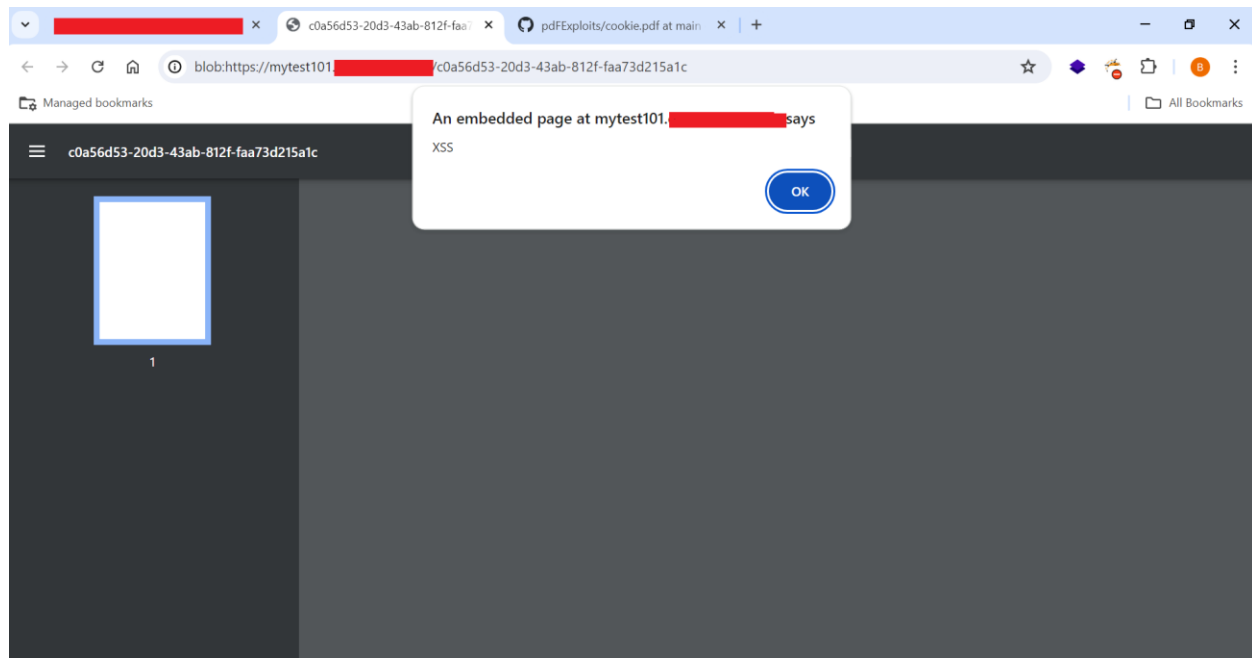 c0a56d53-20d3-43ab-812f-faa7
pdFExploits/cookie.pdf at main
blob:https://mytest101. /c0a56d53-20d3-43ab-812f-faa73d215a1c
B
Managed bookmarks
All Bookmarks
An embedded page at mytest101. says
XSS
OK
c0a56d53-20d3-43ab-812f-faa73d215a1c
1